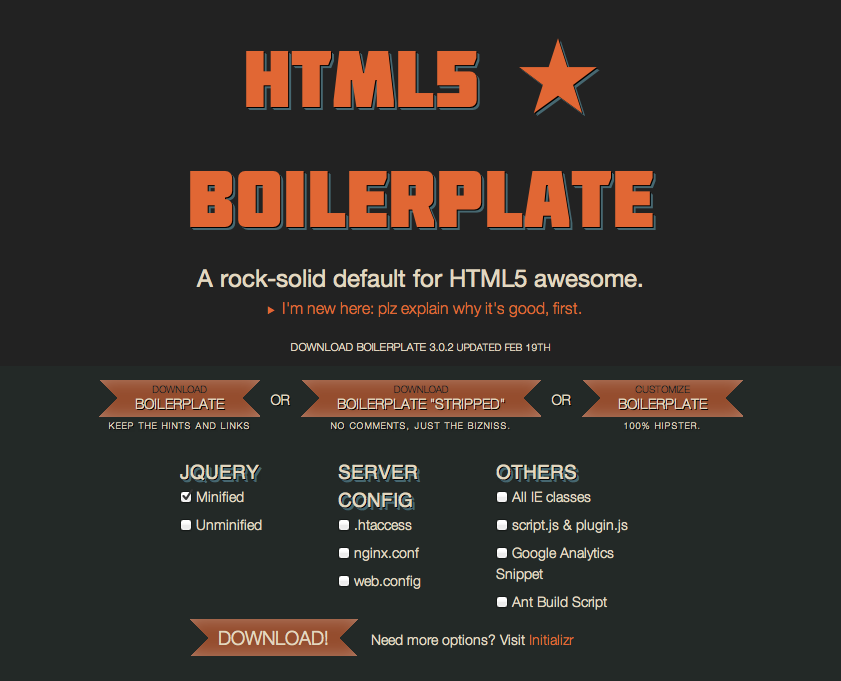 HTML5 ★
BOILERPLATE
A rock-solid default for HTML5 awesome.
▸ I'm new here: plz explain why it's good, first.
DOWNLOAD BOILERPLATE 3.0.2 UPDATED FEB 19TH
DOWNLOAD
BOILERPLATE
KEEP THE HINTS AND LINKS
OR
DOWNLOAD
BOILERPLATE "STRIPPED"
NO COMMENTS, JUST THE BIZNISS.
OR
CUSTOMIZE
BOILERPLATE
100% HIPSTER.
JQUERY
Minified
Unminified
SERVER
CONFIG
.htaccess
nginx.conf
web.config
OTHERS
All IE classes
script.js & plugin.js
Google Analytics
Snippet
Ant Build Script
DOWNLOAD!
Need more options? Visit Initializr